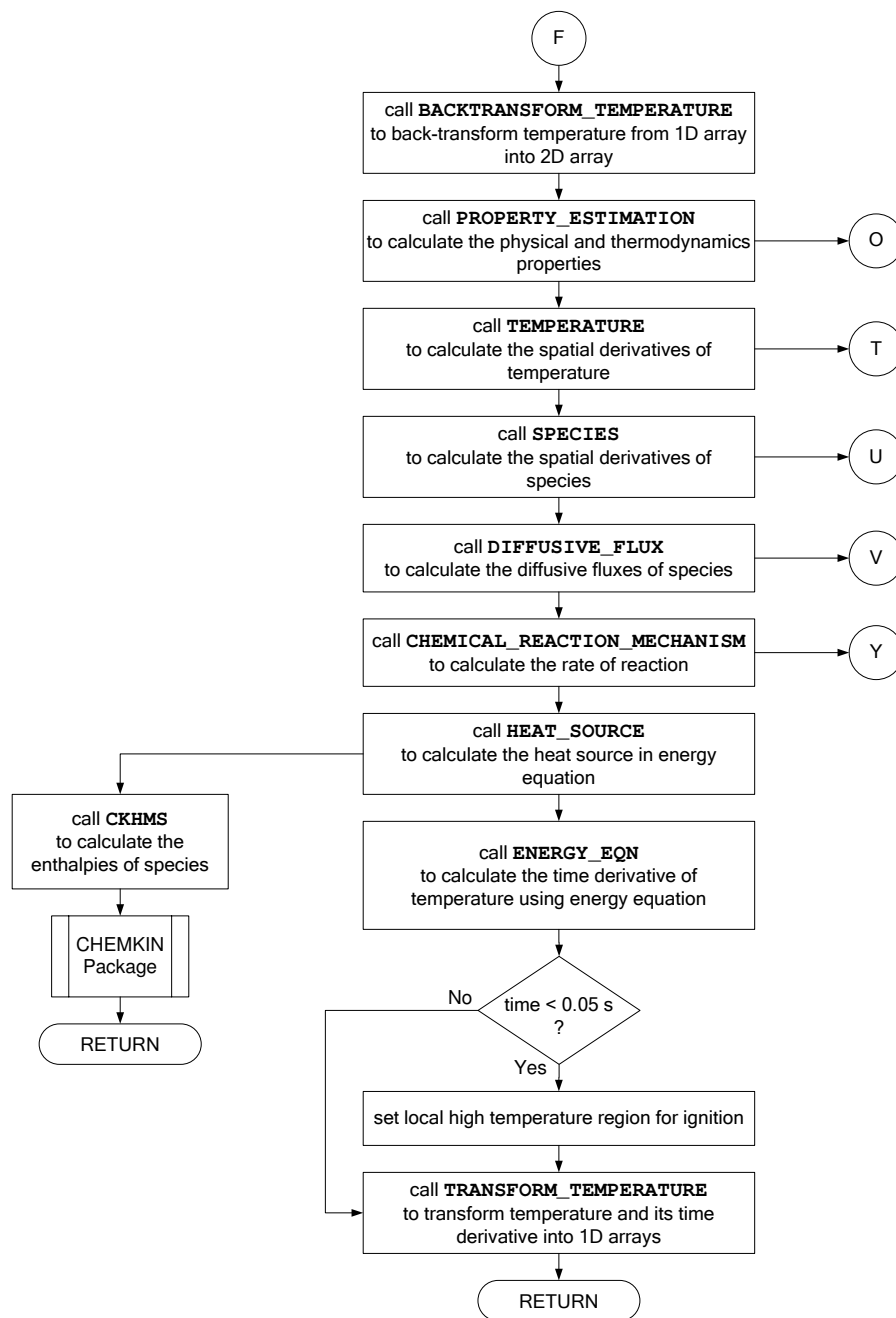 F
call BACKTRANSFORM_TEMPERATURE
to back-transform temperature from 1D array
into 2D array
call PROPERTY_ESTIMATION
to calculate the physical and thermodynamics
properties
O
call TEMPERATURE
to calculate the spatial derivatives of
temperature
T
call SPECIES
to calculate the spatial derivatives of
species
U
call DIFFUSIVE_FLUX
to calculate the diffusive fluxes of species
V
call CHEMICAL_REACTION_MECHANISM
to calculate the rate of reaction
Y
call HEAT_SOURCE
to calculate the heat source in energy
equation
call CKHMS
to calculate the
enthalpies of species
CHEMKIN
Package
RETURN
call ENERGY_EQN
to calculate the time derivative of
temperature using energy equation
time < 0.05 s
?
No
Yes
set local high temperature region for ignition
call TRANSFORM_TEMPERATURE
to transform temperature and its time
derivative into 1D arrays
RETURN